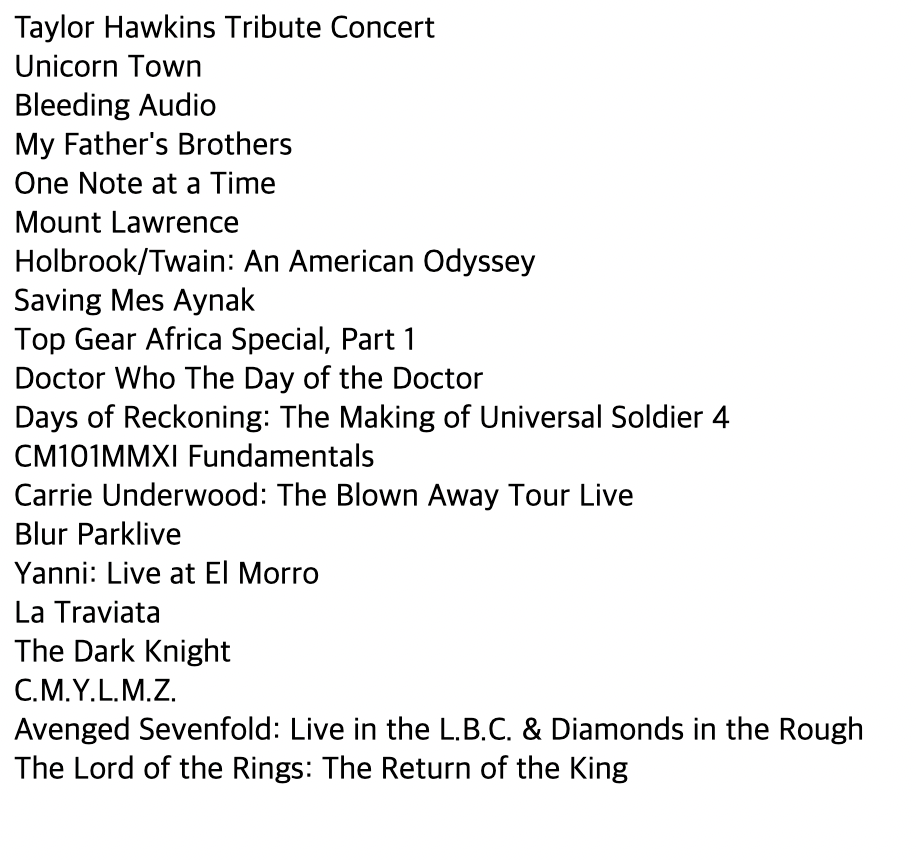 Taylor Hawkins Tribute Concert
Unicorn Town
Bleeding Audio
My Father's Brothers
One Note at a Time
Mount Lawrence
Holbrook/Twain: An American Odyssey
Saving Mes Aynak
Top Gear Africa Special, Part 1
Doctor Who The Day of the Doctor
Days of Reckoning: The Making of Universal Soldier 4
CM101MMXI Fundamentals
Carrie Underwood: The Blown Away Tour Live
Blur Parklive
Yanni: Live at El Morro
La Traviata
The Dark Knight
C.M.Y.L.M.Z.
Avenged Sevenfold: Live in the L.B.C. & Diamonds in the Rough
The Lord of the Rings: The Return of the King